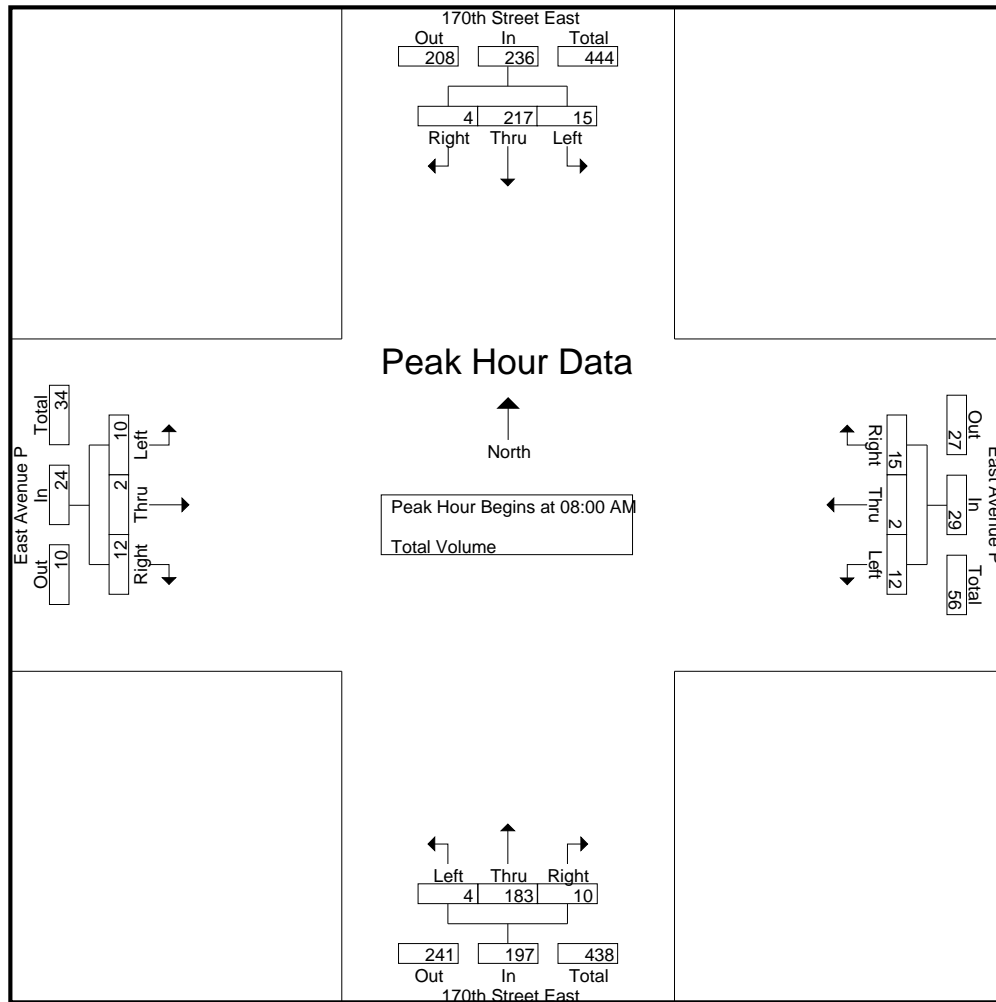 170th Street East
Out In Total
208 236 444
4 217 15
Right Thru Left
Peak Hour Data
North
Peak Hour Begins at 08:00 AM
Total Volume
East Avenue P
Out In Total
10 24 34
12 2 10
Right Thru Left
East Avenue P
Out In Total
27 29 56
15 2 12
Right Thru Left
Left Thru Right
4 183 10
241 197 438
Out In Total
170th Street East